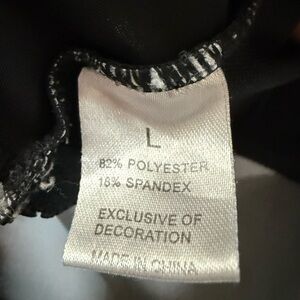 L
82% POLYESTER
18% SPANDEX
EXCLUSIVE OF
DECORATION
MADE IN CHINA